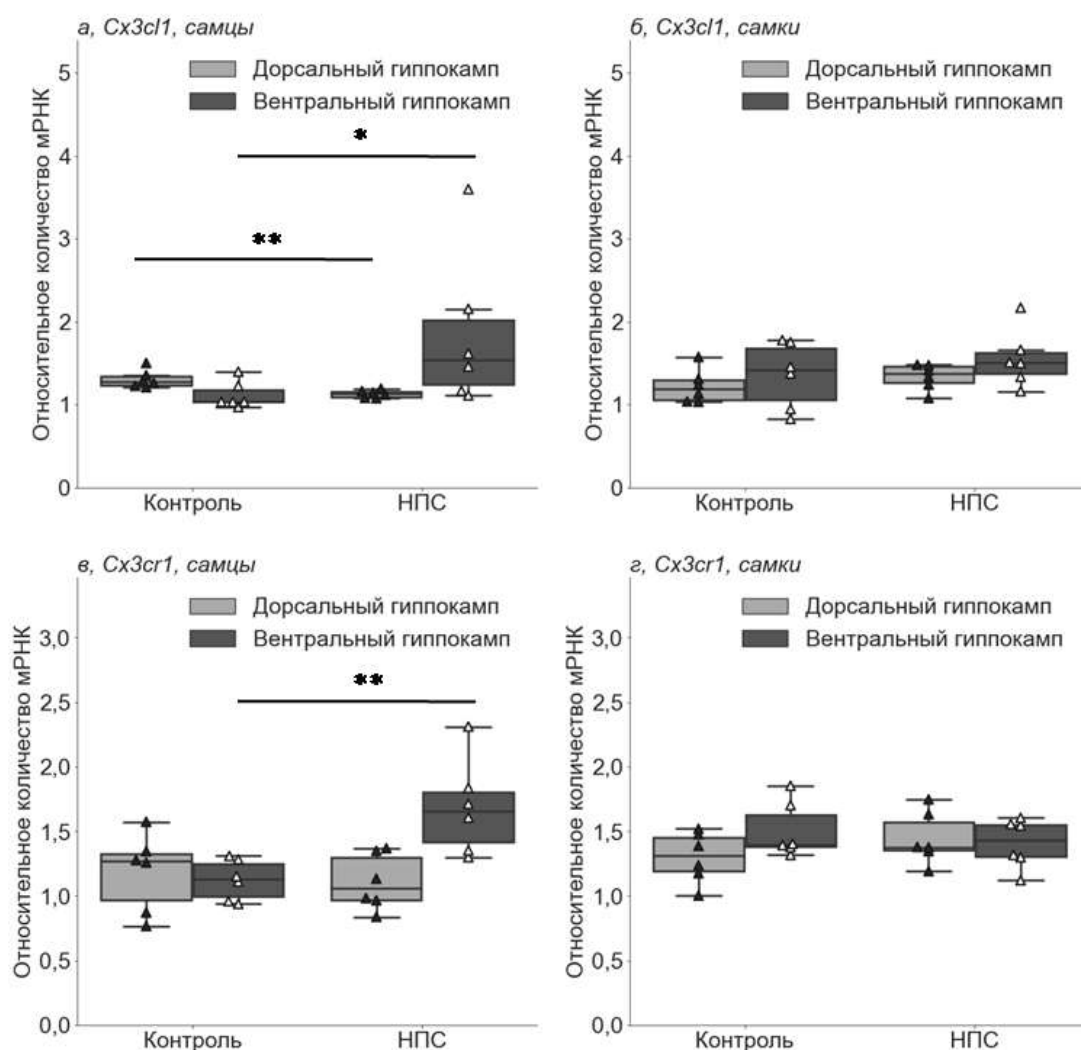 а, Cx3cl1, самцы
Относительное количество мРНК
5
4
3
2
1
0
Дорсальный гиппокамп
Вентральный гиппокамп
*
**
Контроль
НПС
б, Cx3cl1, самки
Относительное количество мРНК
5
4
3
2
1
0
Дорсальный гиппокамп
Вентральный гиппокамп
Контроль
НПС
в, Cx3cr1, самцы
Относительное количество мРНК
3,0
2,5
2,0
1,5
1,0
0,5
0,0
Дорсальный гиппокамп
Вентральный гиппокамп
**
Контроль
НПС
г, Cx3cr1, самки
Относительное количество мРНК
3,0
2,5
2,0
1,5
1,0
0,5
0,0
Дорсальный гиппокамп
Вентральный гиппокамп
Контроль
НПС